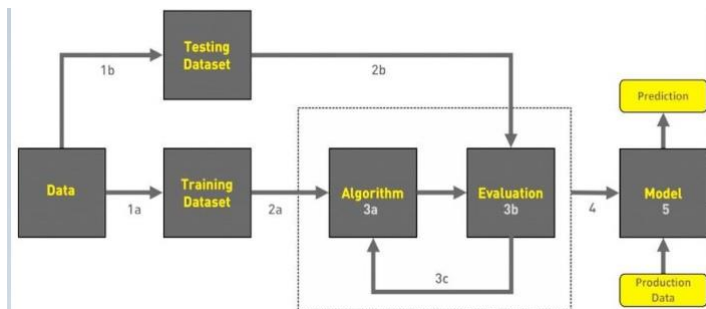 Testing
Dataset
1b
2b
Prediction
Data
Training
Dataset
Algorithm
3a
Evaluation
3b
Model
5
1a
2a
4
3c
Production
Data